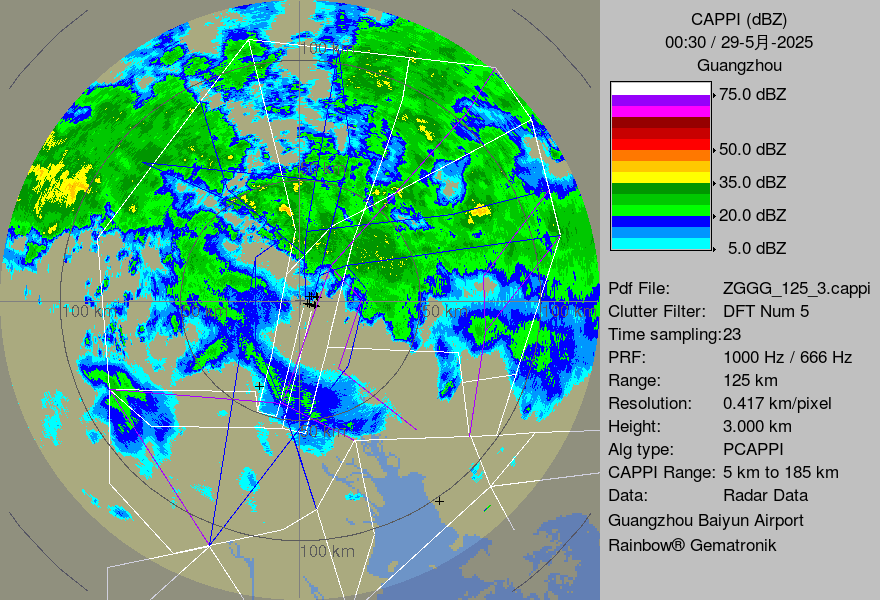 CAPPI (dBZ)
00:30 / 29-5月-2025
Guangzhou
75.0 dBZ
50.0 dBZ
35.0 dBZ
20.0 dBZ
5.0 dBZ
Pdf File: ZGGG_125_3.cappi
Clutter Filter: DFT Num 5
Time sampling:23
PRF: 1000 Hz / 666 Hz
Range: 125 km
Resolution: 0.417 km/pixel
Height: 3.000 km
Alg type: PCAPPI
CAPPI Range: 5 km to 185 km
Data: Radar Data
Guangzhou Baiyun Airport
Rainbow® Gematronik
100 km
100 km
50 km
100 km
50 km
100 km